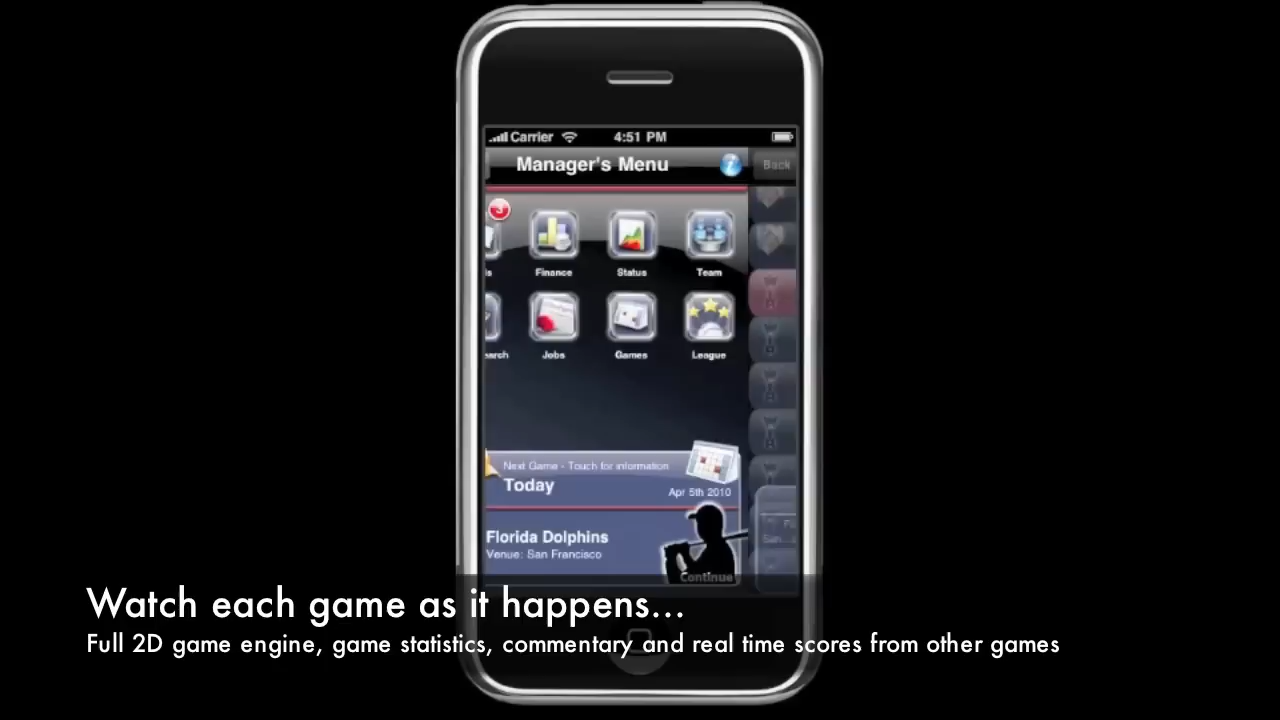 Carrier 4:51 PM
Manager's Menu
Back
3
Finance Status Team
Jobs Games League
Next Game - Touch for information
Today
Apr 5th 2010
Florida Dolphins
Venue: San Francisco
Continue
Watch each game as it happens...
Full 2D game engine, game statistics, commentary and real time scores from other games